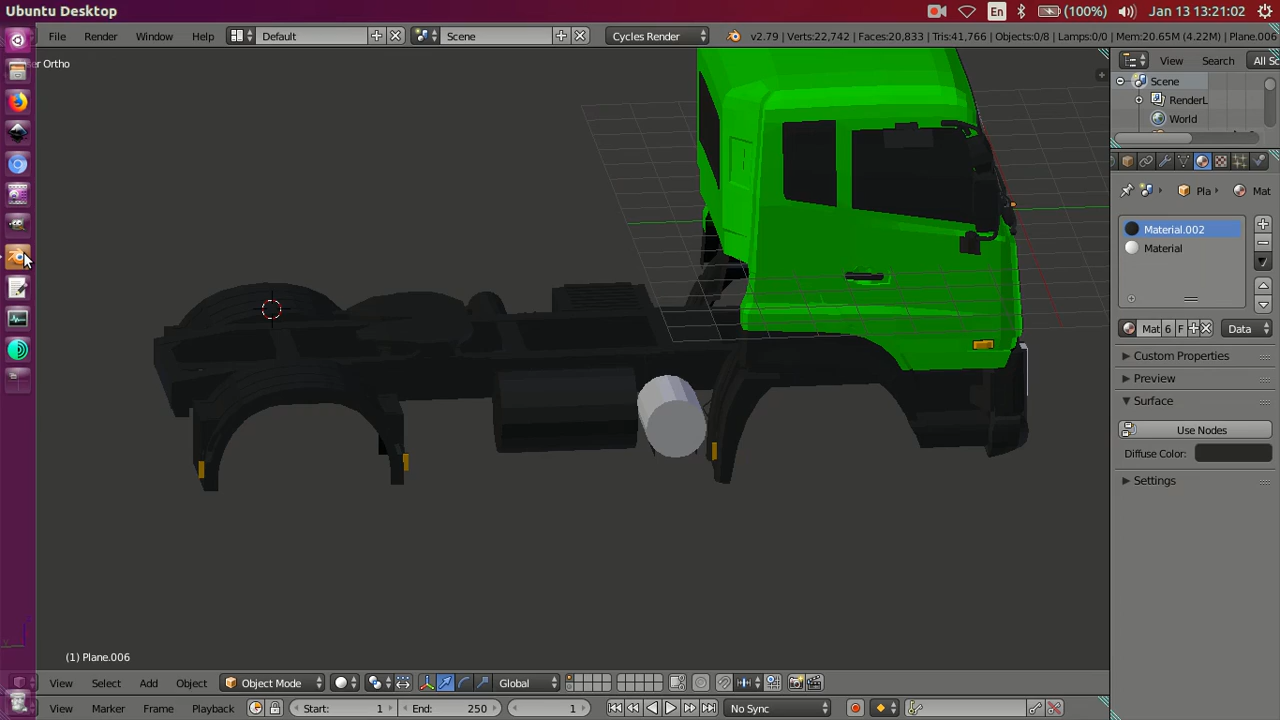 Ubuntu Desktop
En (100%) Jan 13 13:21:02
File Render Window Help Default Scene Cycles Render v2.79 | Verts:22,742 | Faces:20,833 | Tris:41,766 | Objects:0/8 | Lamps:0/0 | Mem:20.65M (4.22M) | Plane.006
er Ortho
View Search All Sc
Scene
RenderL
World
Pla Mat
Material.002
Material
Mat 6 F Data
Custom Properties
Preview
Surface
Use Nodes
Diffuse Color:
Settings
(1) Plane.006
View Select Add Object Object Mode Global
View Marker Frame Playback Start: 1 End: 250 1 No Sync